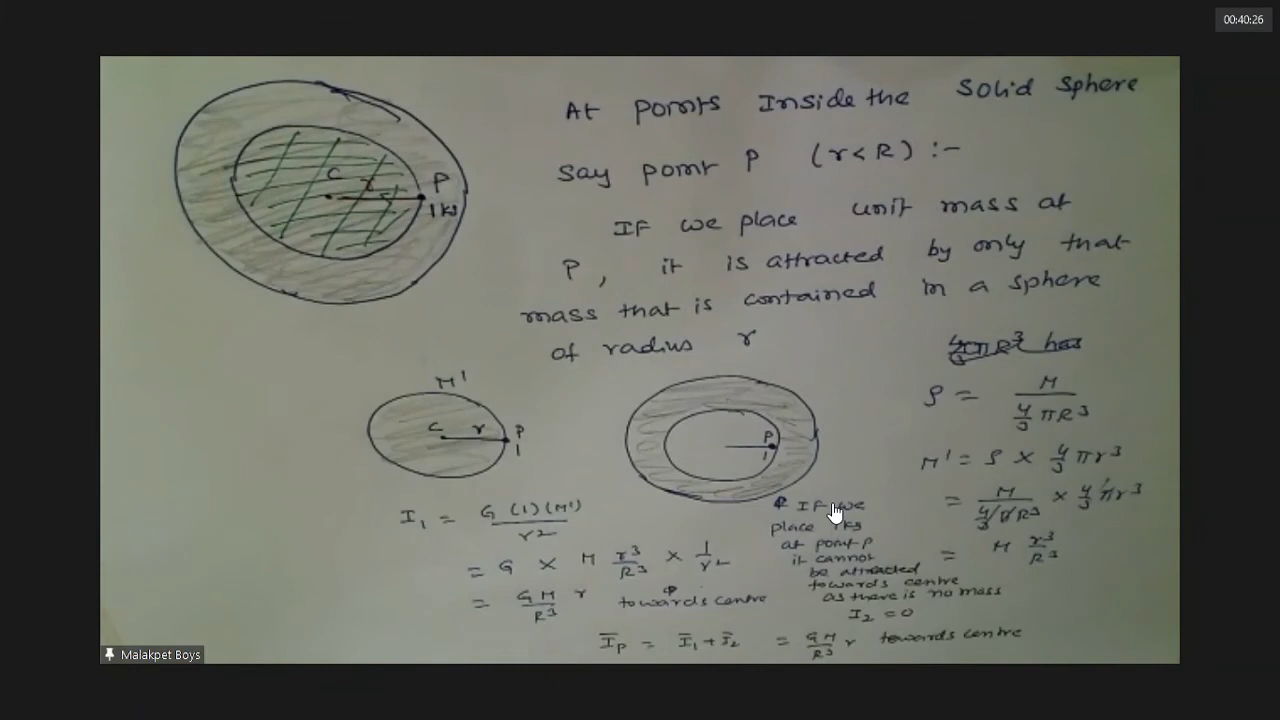 00:40:26
At points Inside the Solid Sphere
Say point P (r<R) :-
IF we place unit mass at
P, it is attracted by only that
mass that is contained in a sphere
of radius r
C r P
1 kg
M'
C r P
1
P
1
ρ = M / 4/3 πR³
M' = ρ × 4/3 πr³
= M / 4/3 πR³ × 4/3 πr³
= M r³/R³
I₁ = G (1)(M') / r²
= G × M r³/R³ × 1/r²
= GM/R³ r towards centre
IF we
place 1kg
at point P
it cannot
be attracted
towards centre
as there is no mass
I₂ = 0
I̅p = I̅₁ + I̅₂ = GM/R³ r towards centre
Malakpet Boys